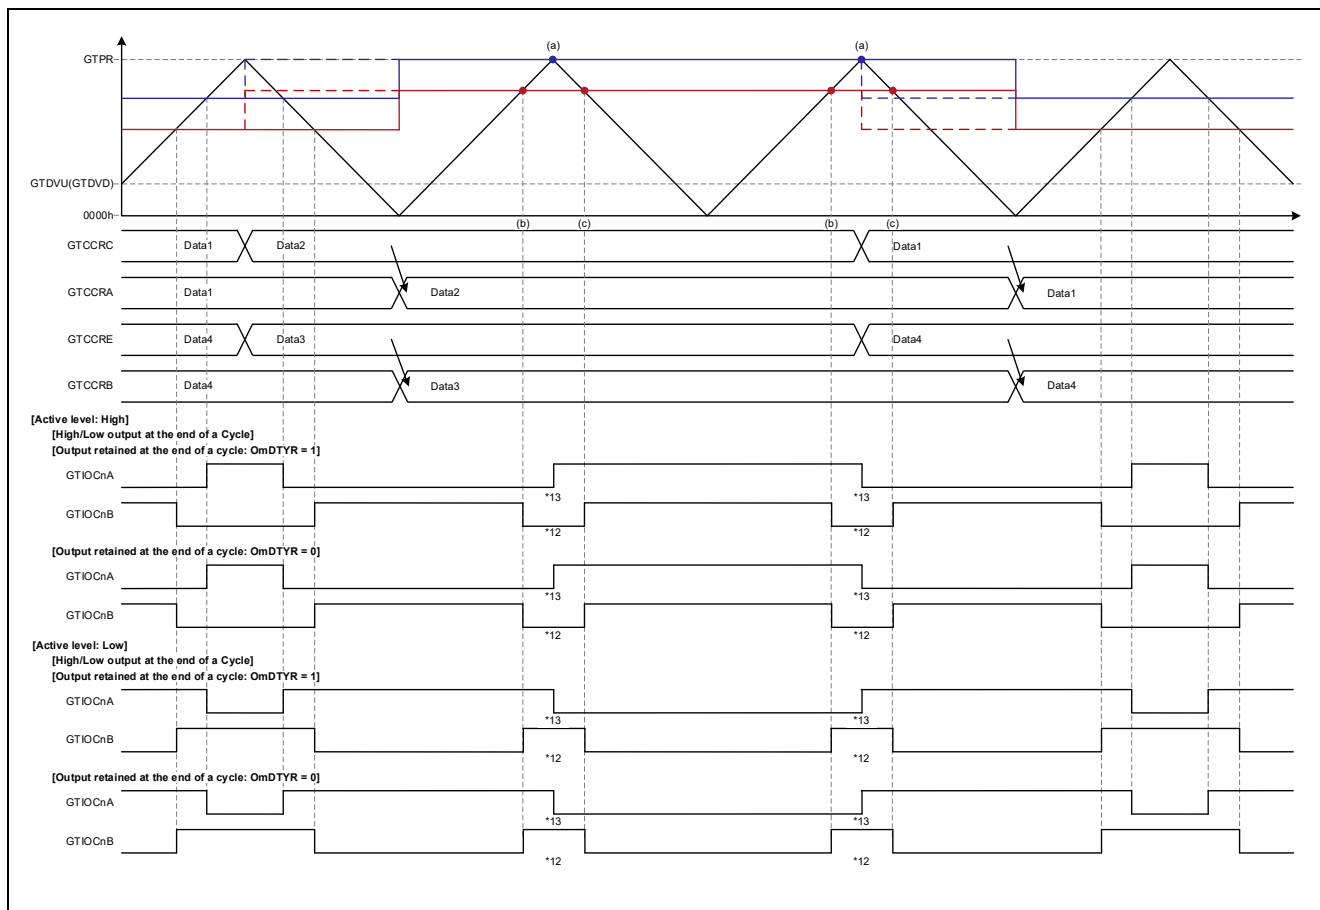 (a) (a)
GTPR
GTDVU(GTDVD)
0000h
(b) (c) (b) (c)
GTCCRC Data1 Data2 Data1
GTCCRA Data1 Data2 Data1
GTCCRE Data4 Data3 Data4
GTCCRB Data4 Data3 Data4
[Active level: High]
[High/Low output at the end of a Cycle]
[Output retained at the end of a cycle: OmDTYR = 1]
GTIOCnA
*13 *13
GTIOCnB
*12 *12
[Output retained at the end of a cycle: OmDTYR = 0]
GTIOCnA
*13 *13
GTIOCnB
*12 *12
[Active level: Low]
[High/Low output at the end of a Cycle]
[Output retained at the end of a cycle: OmDTYR = 1]
GTIOCnA
*13 *13
GTIOCnB
*12 *12
[Output retained at the end of a cycle: OmDTYR = 0]
GTIOCnA
*13 *13
GTIOCnB
*12 *12